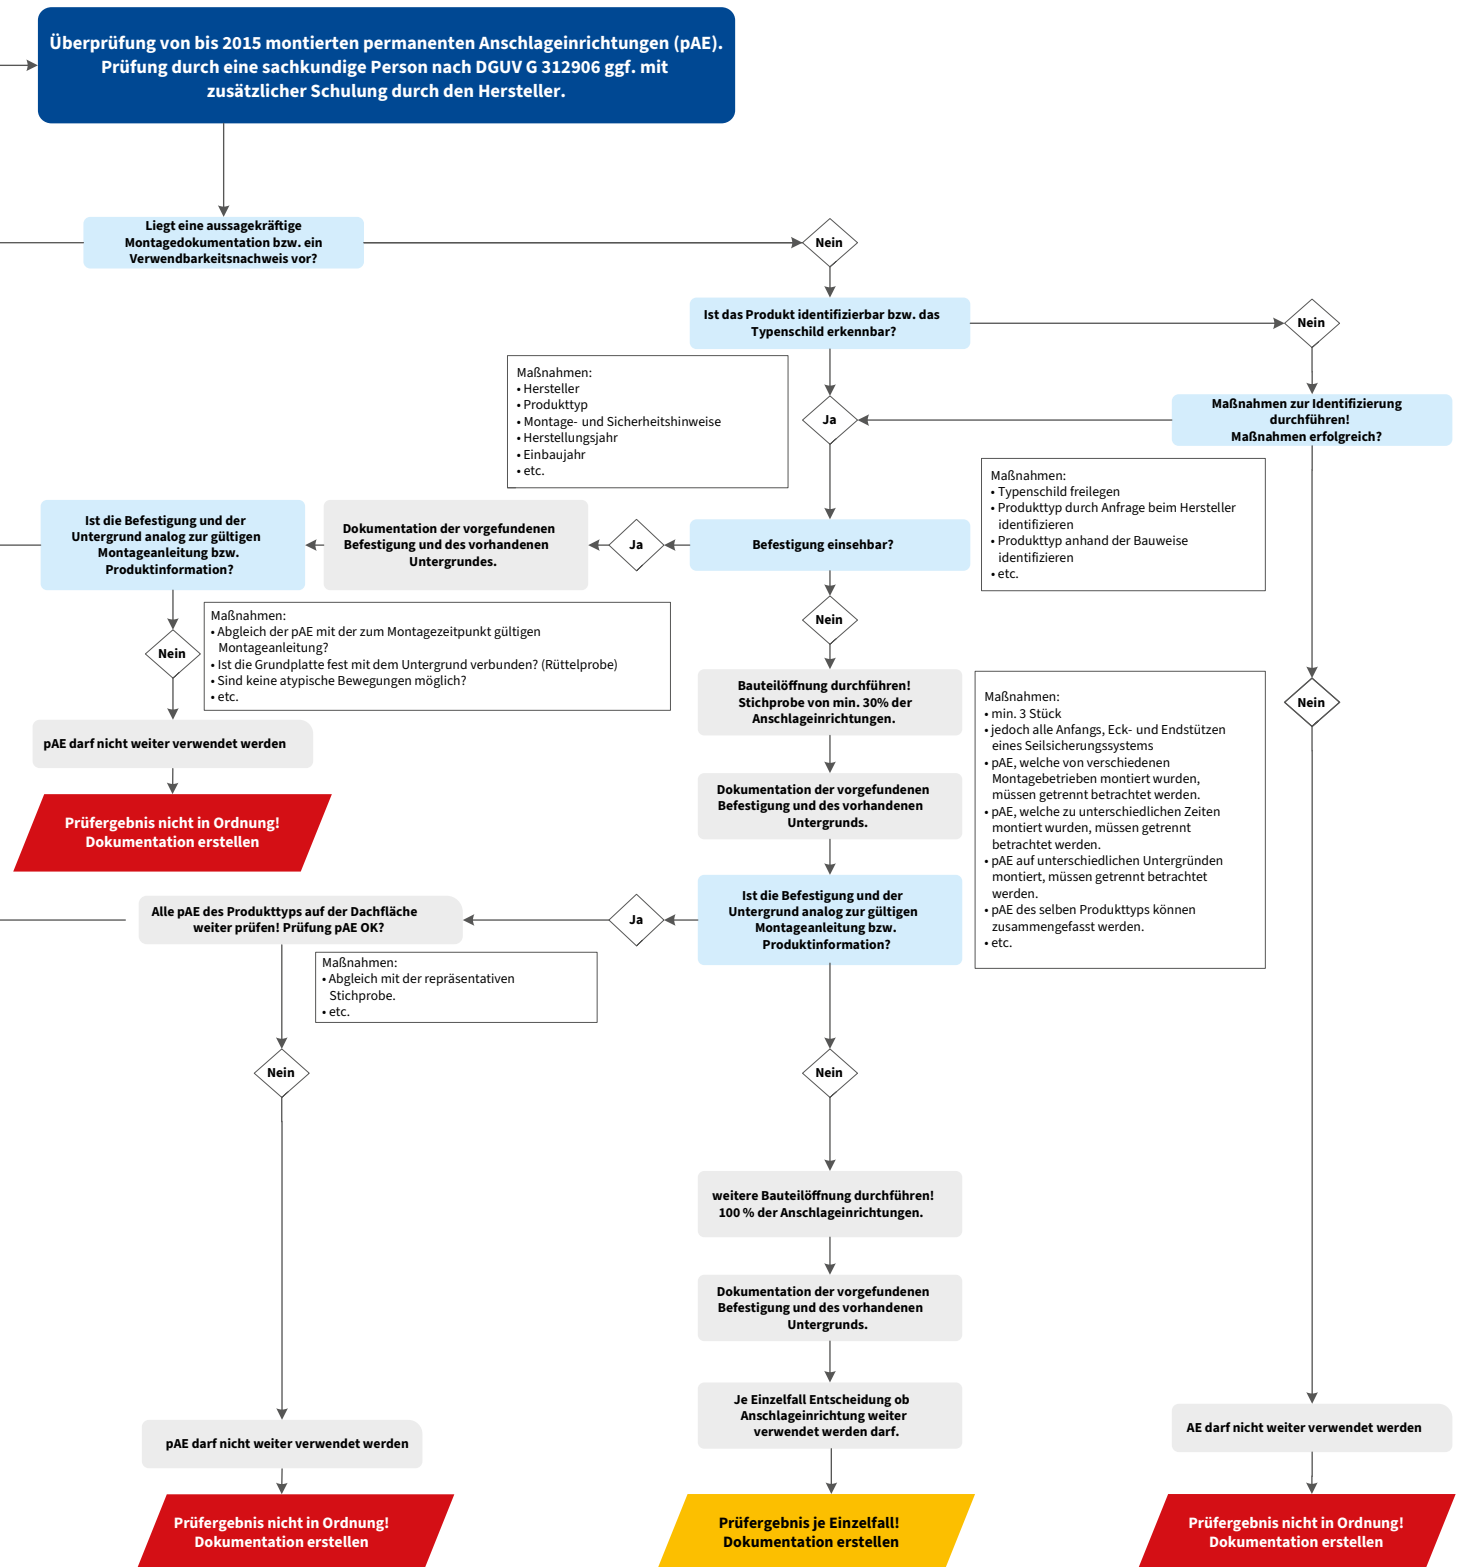 Überprüfung von bis 2015 montierten permanenten Anschlageinrichtungen (pAE).
Prüfung durch eine sachkundige Person nach DGUV G 312906 ggf. mit
zusätzlicher Schulung durch den Hersteller.
Liegt eine aussagekräftige
Montagedokumentation bzw. ein
Verwendbarkeitsnachweis vor?
Nein
Ist das Produkt identifizierbar bzw. das
Typenschild erkennbar?
Nein
Maßnahmen:
• Hersteller
• Produkttyp
• Montage- und Sicherheitshinweise
• Herstellungsjahr
• Einbaujahr
• etc.
Ja
Maßnahmen zur Identifizierung
durchführen!
Maßnahmen erfolgreich?
Maßnahmen:
• Typenschild freilegen
• Produkttyp durch Anfrage beim Hersteller
identifizieren
• Produkttyp anhand der Bauweise
identifizieren
• etc.
Ist die Befestigung und der
Untergrund analog zur gültigen
Montageanleitung bzw.
Produktinformation?
Dokumentation der vorgefundenen
Befestigung und des vorhandenen
Untergrundes.
Ja
Befestigung einsehbar?
Nein
Maßnahmen:
• Abgleich der pAE mit der zum Montagezeitpunkt gültigen
Montageanleitung?
• Ist die Grundplatte fest mit dem Untergrund verbunden? (Rüttelprobe)
• Sind keine atypische Bewegungen möglich?
• etc.
Nein
Bauteilöffnung durchführen!
Stichprobe von min. 30% der
Anschlageinrichtungen.
Maßnahmen:
• min. 3 Stück
• jedoch alle Anfangs, Eck- und Endstützen
eines Seilsicherungssystems
• pAE, welche von verschiedenen
Montagebetrieben montiert wurden,
müssen getrennt betrachtet werden.
• pAE, welche zu unterschiedlichen Zeiten
montiert wurden, müssen getrennt
betrachtet werden.
• pAE auf unterschiedlichen Untergründen
montiert, müssen getrennt betrachtet
werden.
• pAE des selben Produkttyps können
zusammengefasst werden.
• etc.
Nein
pAE darf nicht weiter verwendet werden
Prüfergebnis nicht in Ordnung!
Dokumentation erstellen
Dokumentation der vorgefundenen
Befestigung und des vorhandenen
Untergrunds.
Alle pAE des Produkttyps auf der Dachfläche
weiter prüfen! Prüfung pAE OK?
Ja
Ist die Befestigung und der
Untergrund analog zur gültigen
Montageanleitung bzw.
Produktinformation?
Maßnahmen:
• Abgleich mit der repräsentativen
Stichprobe.
• etc.
Nein
Nein
weitere Bauteilöffnung durchführen!
100 % der Anschlageinrichtungen.
Dokumentation der vorgefundenen
Befestigung und des vorhandenen
Untergrunds.
Je Einzelfall Entscheidung ob
Anschlageinrichtung weiter
verwendet werden darf.
pAE darf nicht weiter verwendet werden
AE darf nicht weiter verwendet werden
Prüfergebnis nicht in Ordnung!
Dokumentation erstellen
Prüfergebnis je Einzelfall!
Dokumentation erstellen
Prüfergebnis nicht in Ordnung!
Dokumentation erstellen